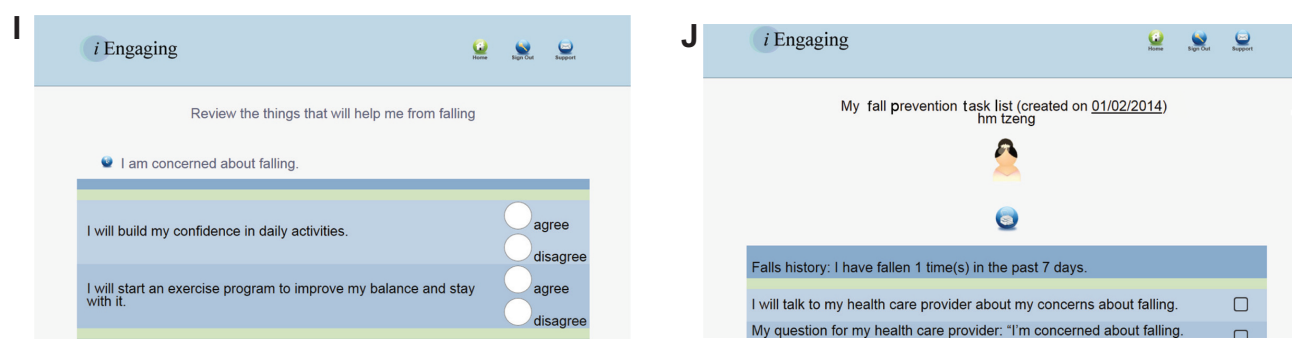 I
i Engaging
Home
Sign Out
Support
Review the things that will help me from falling
I am concerned about falling.
I will build my confidence in daily activities.
agree
disagree
I will start an exercise program to improve my balance and stay
with it.
agree
disagree
J
i Engaging
Home
Sign Out
Support
My fall prevention task list (created on 01/02/2014)
hm tzeng
Falls history: I have fallen 1 time(s) in the past 7 days.
I will talk to my health care provider about my concerns about falling.
My question for my health care provider: “I'm concerned about falling.